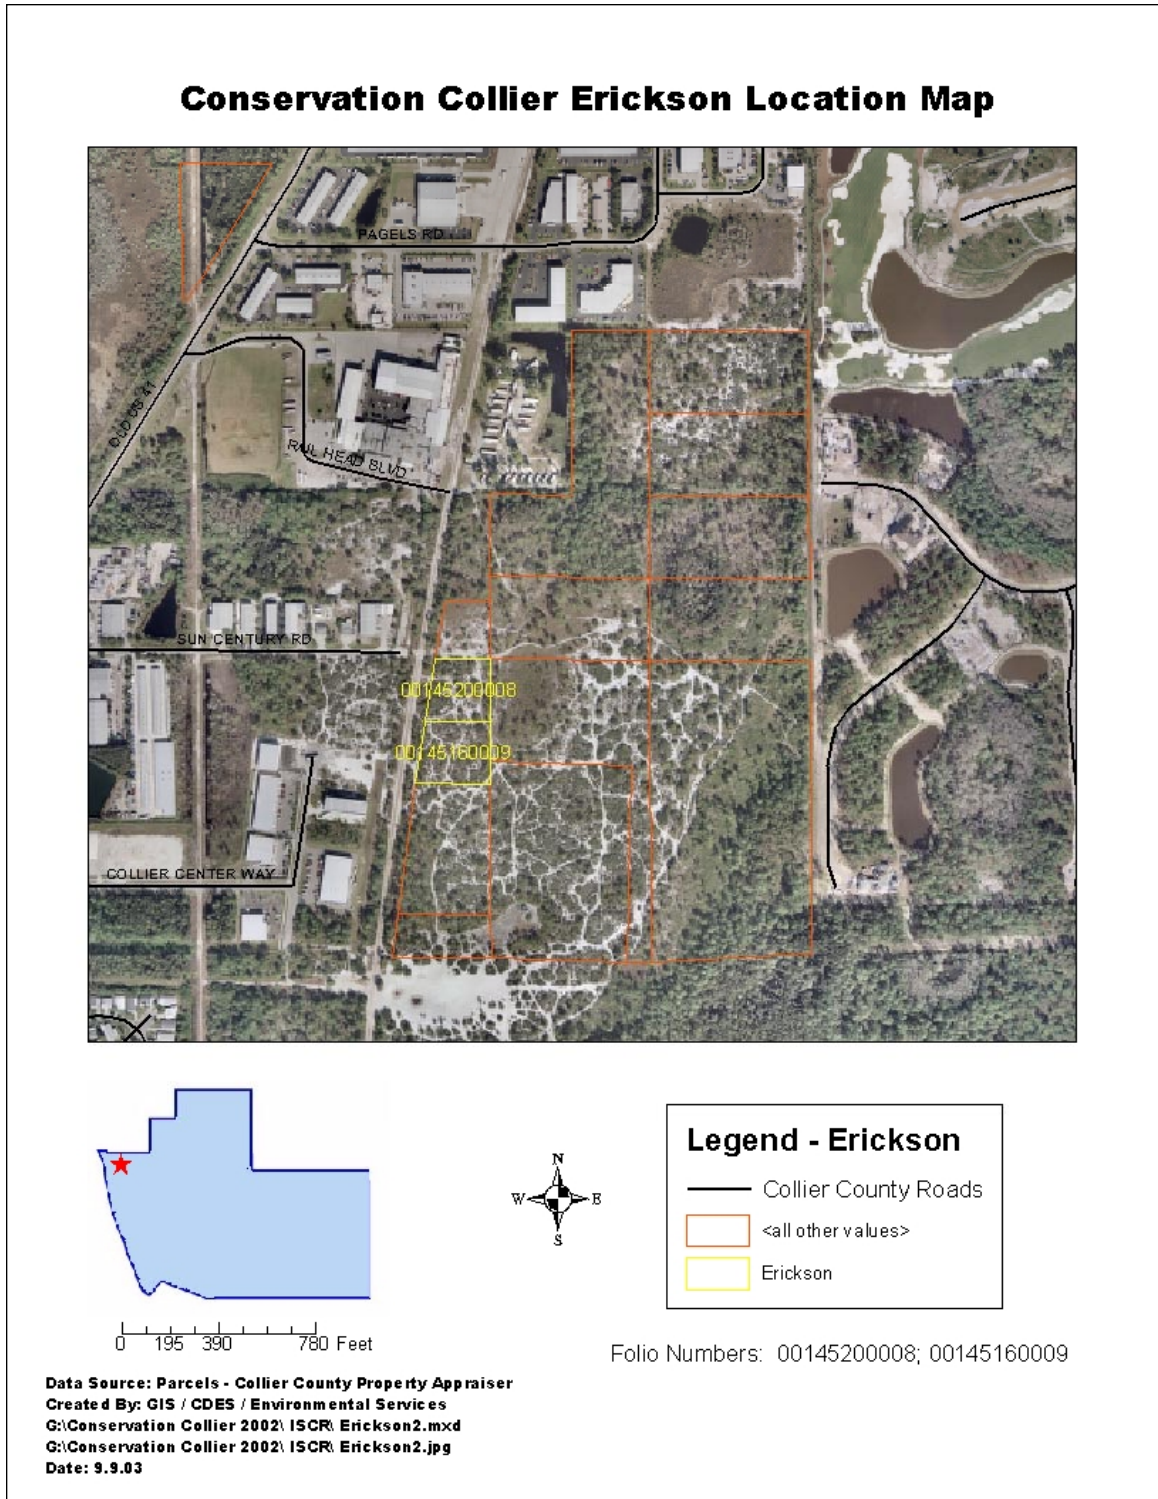 Conservation Collier Erickson Location Map
PAGELS RD
OLD US 41
RAIL HEAD BLVD
SUN CENTURY RD
00145200008
00145160009
COLLIER CENTER WAY
Legend - Erickson
Collier County Roads
<all other values>
Erickson
N
W E
S
0 195 390 780 Feet
Folio Numbers: 00145200008; 00145160009
Data Source: Parcels - Collier County Property Appraiser
Created By: GIS / CDES / Environmental Services
G:\Conservation Collier 2002\ ISCR\ Erickson2.mxd
G:\Conservation Collier 2002\ ISCR\ Erickson2.jpg
Date: 9.9.03